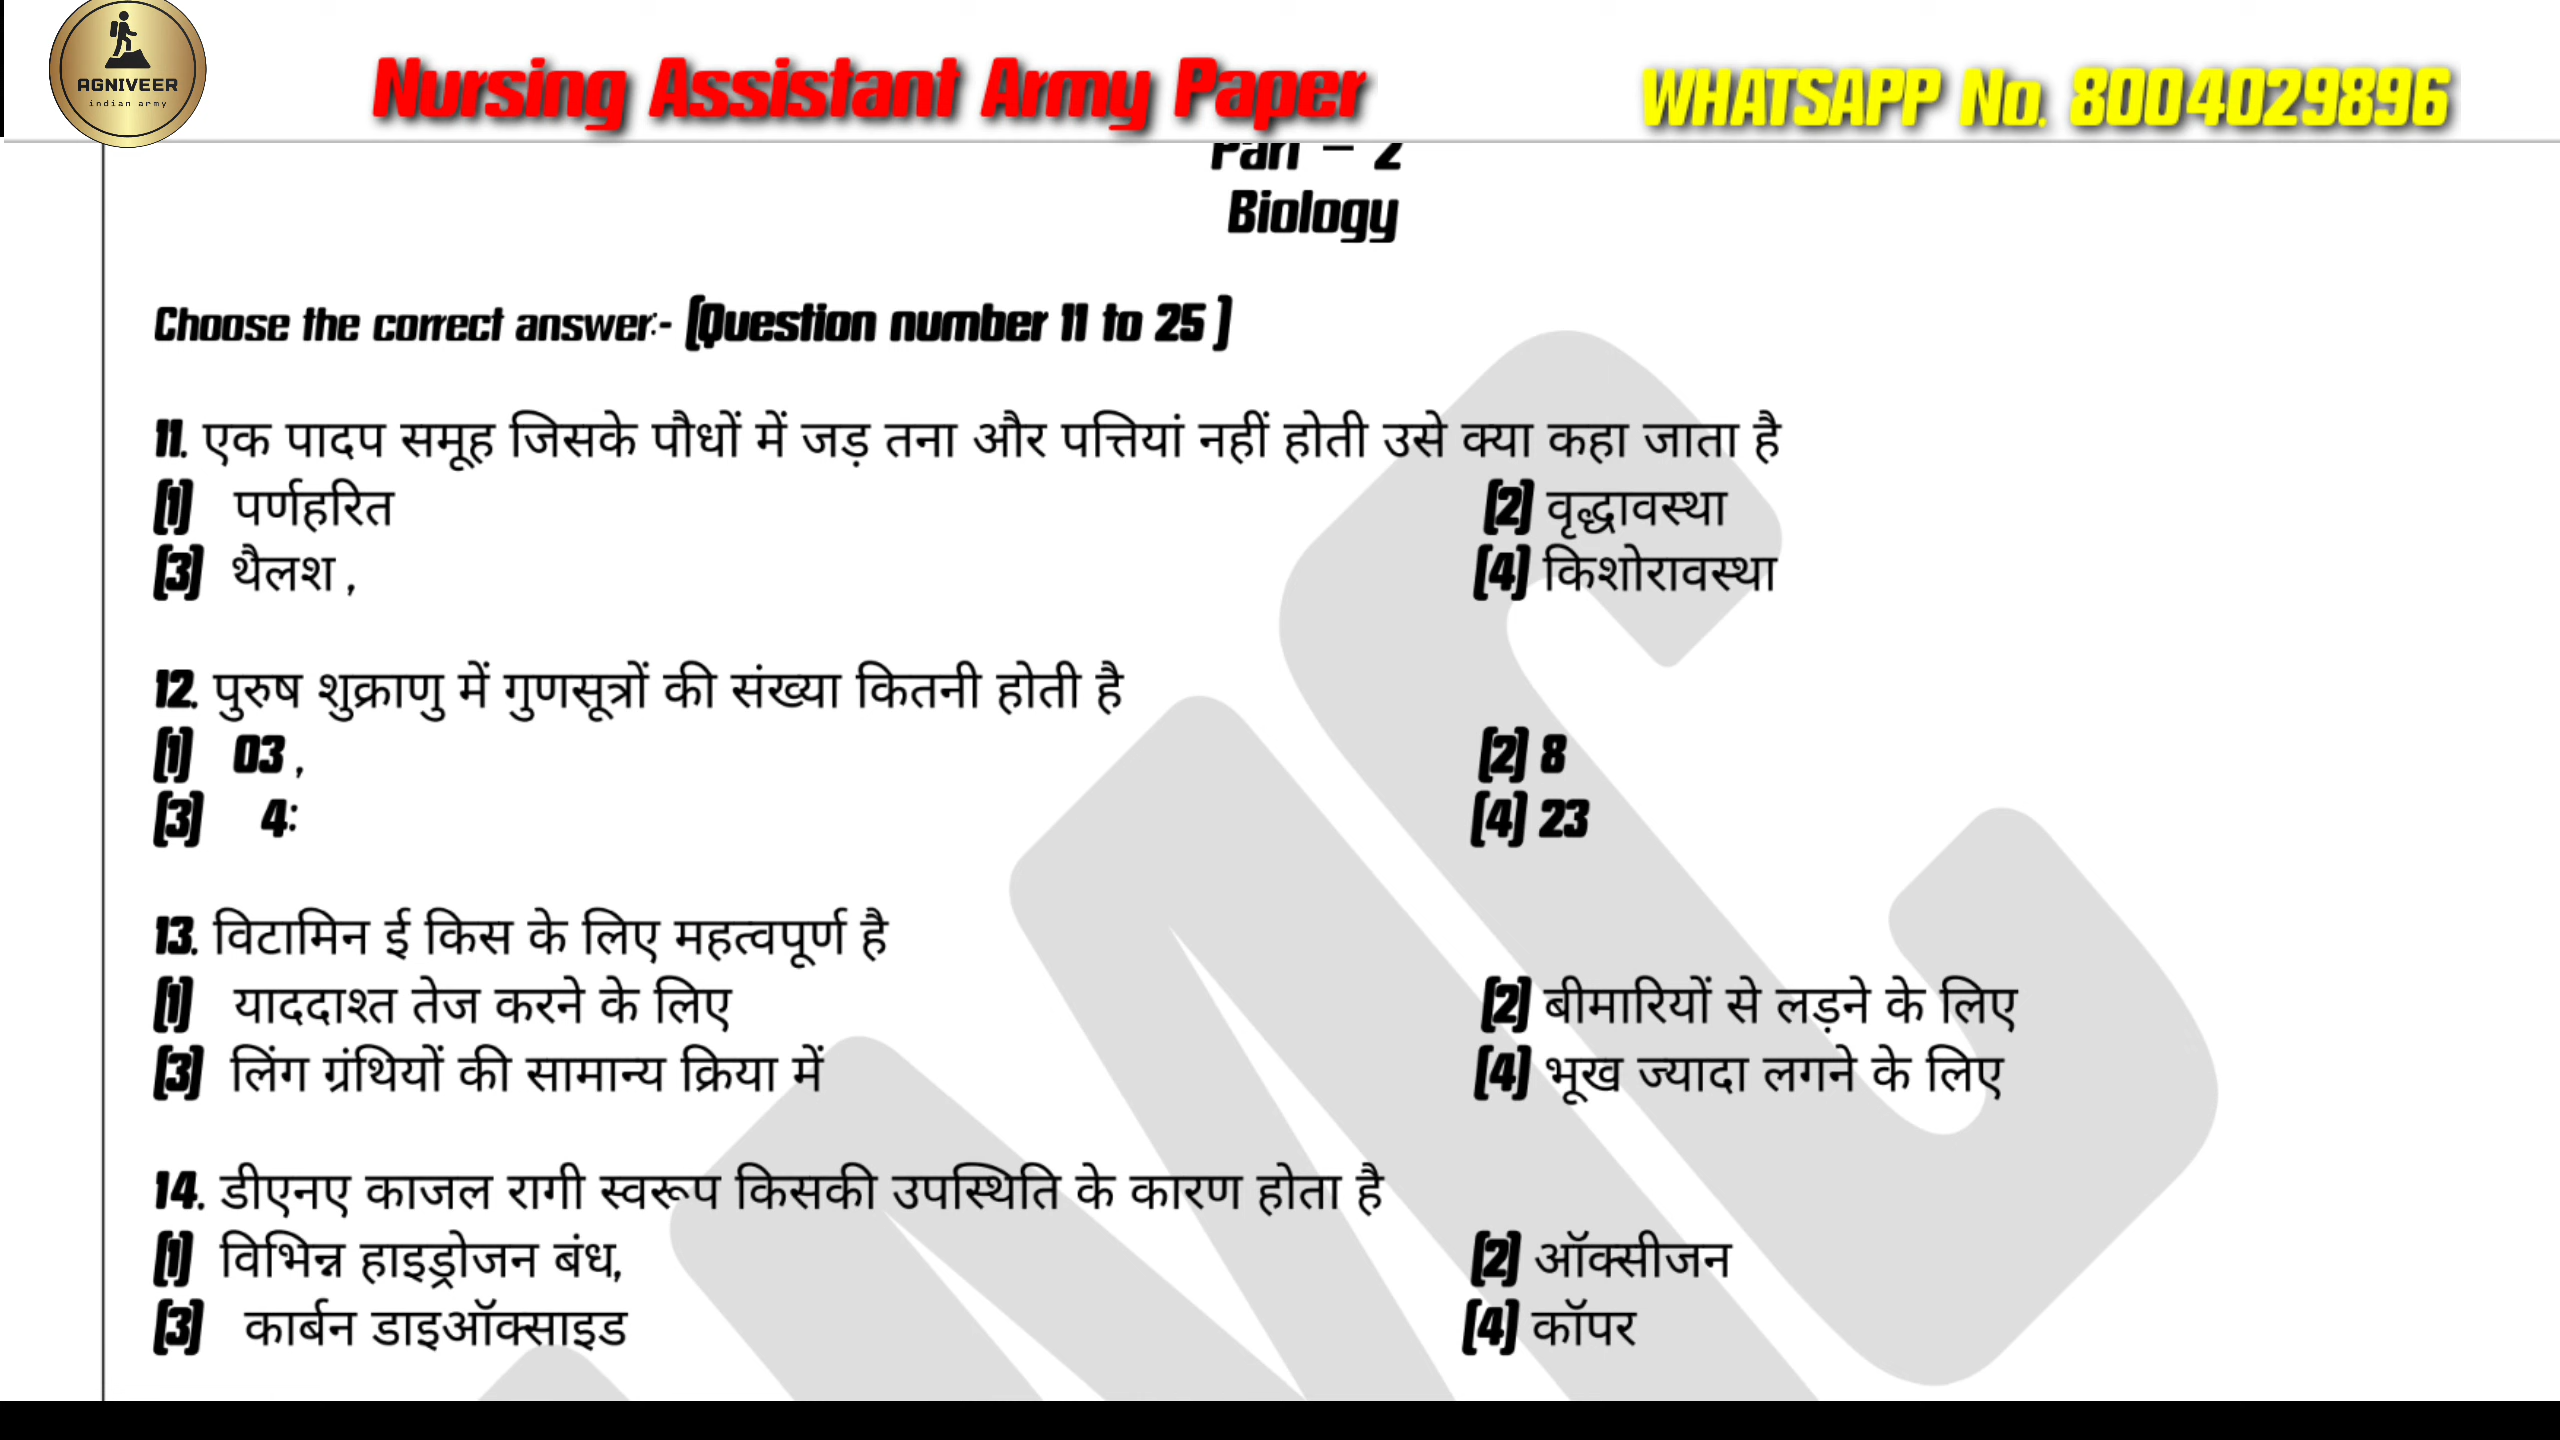 AGNIVEER
indian army
Nursing Assistant Army Paper
WHATSAPP No. 8004029896
Part – 2
Biology
Choose the correct answer:- (Question number 11 to 25 )
11. एक पादप समूह जिसके पौधों में जड़ तना और पत्तियां नहीं होती उसे क्या कहा जाता है
(1) पर्णहरित (2) वृद्धावस्था
(3) थैलश , (4) किशोरावस्था
12. पुरुष शुक्राणु में गुणसूत्रों की संख्या कितनी होती है
(1) 03 , (2) 8
(3) 4: (4) 23
13. विटामिन ई किस के लिए महत्वपूर्ण है
(1) याददाश्त तेज करने के लिए (2) बीमारियों से लड़ने के लिए
(3) लिंग ग्रंथियों की सामान्य क्रिया में (4) भूख ज्यादा लगने के लिए
14. डीएनए काजल रागी स्वरूप किसकी उपस्थिति के कारण होता है
(1) विभिन्न हाइड्रोजन बंध, (2) ऑक्सीजन
(3) कार्बन डाइऑक्साइड (4) कॉपर